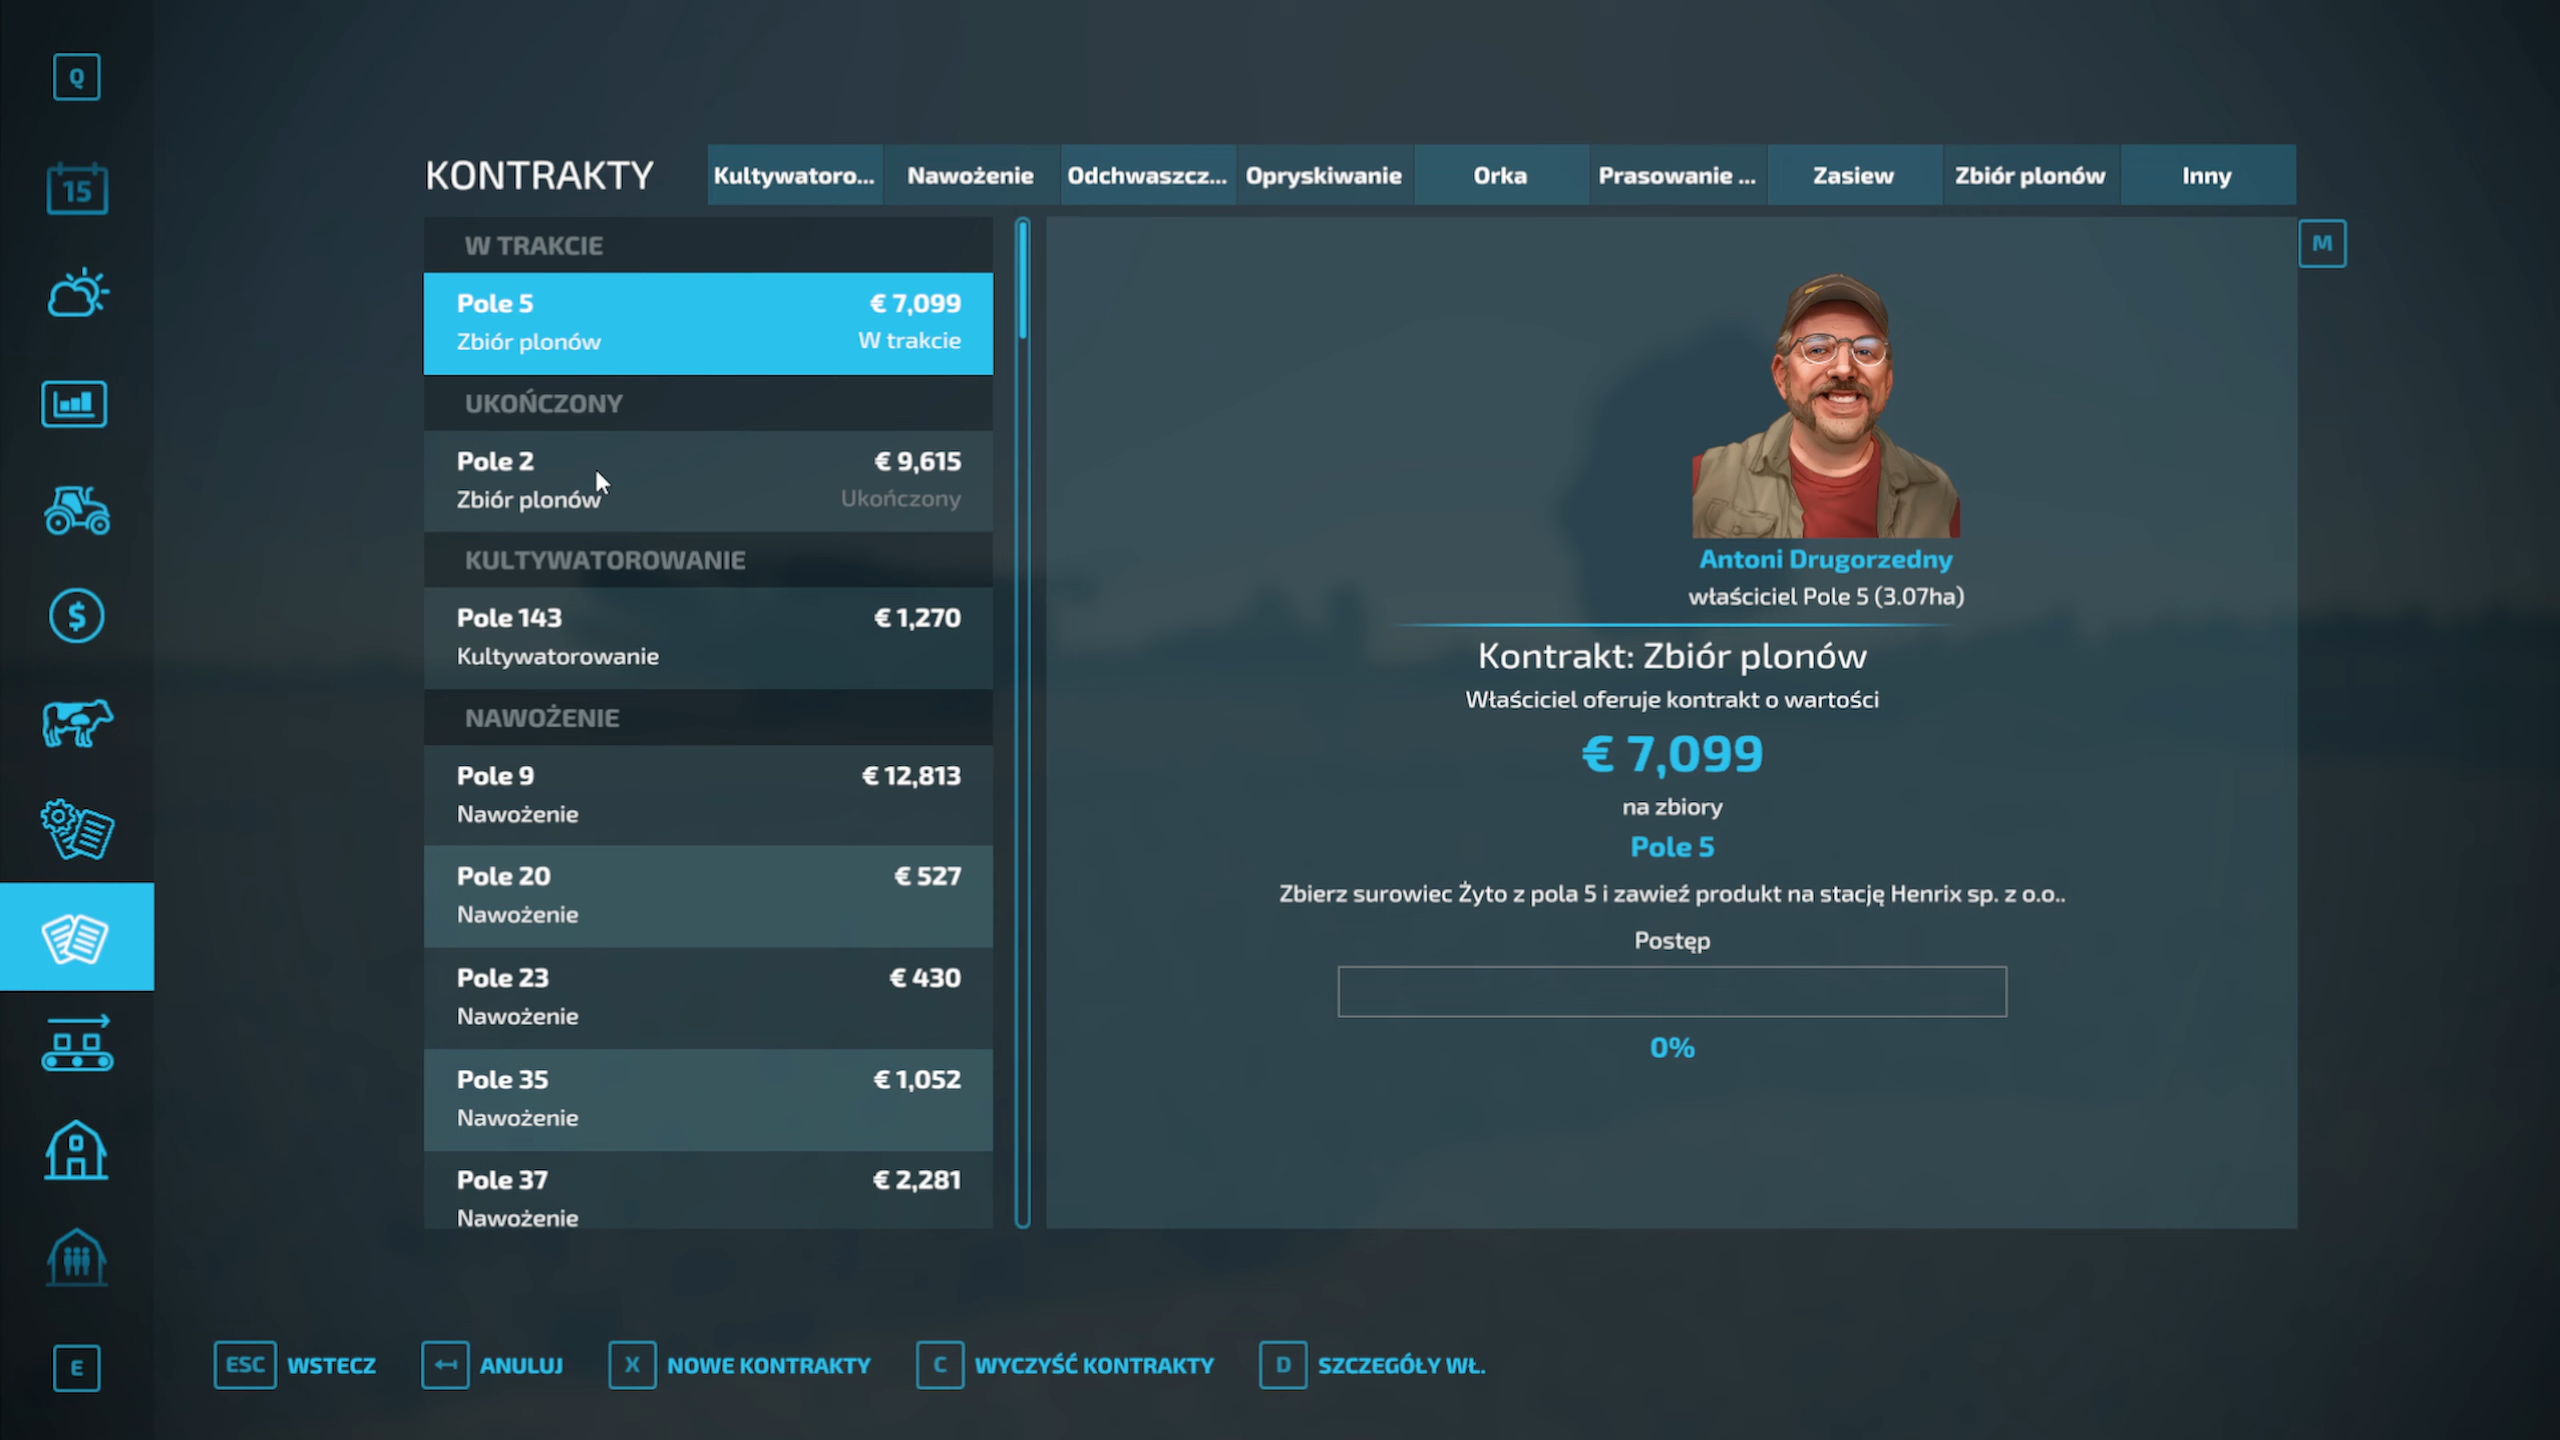 Q
15
$
E
KONTRAKTY
Kultywatoro...
Nawożenie
Odchwaszcz...
Opryskiwanie
Orka
Prasowanie ...
Zasiew
Zbiór plonów
Inny
M
W TRAKCIE
Pole 5 € 7,099
Zbiór plonów W trakcie
UKOŃCZONY
Pole 2 € 9,615
Zbiór plonów Ukończony
KULTYWATOROWANIE
Pole 143 € 1,270
Kultywatorowanie
NAWOŻENIE
Pole 9 € 12,813
Nawożenie
Pole 20 € 527
Nawożenie
Pole 23 € 430
Nawożenie
Pole 35 € 1,052
Nawożenie
Pole 37 € 2,281
Nawożenie
Antoni Drugorzedny
właściciel Pole 5 (3.07ha)
Kontrakt: Zbiór plonów
Właściciel oferuje kontrakt o wartości
€ 7,099
na zbiory
Pole 5
Zbierz surowiec Żyto z pola 5 i zawieź produkt na stację Henrix sp. z o.o..
Postęp
0%
ESC WSTECZ
ANULUJ
X NOWE KONTRAKTY
C WYCZYŚĆ KONTRAKTY
D SZCZEGÓŁY WŁ.